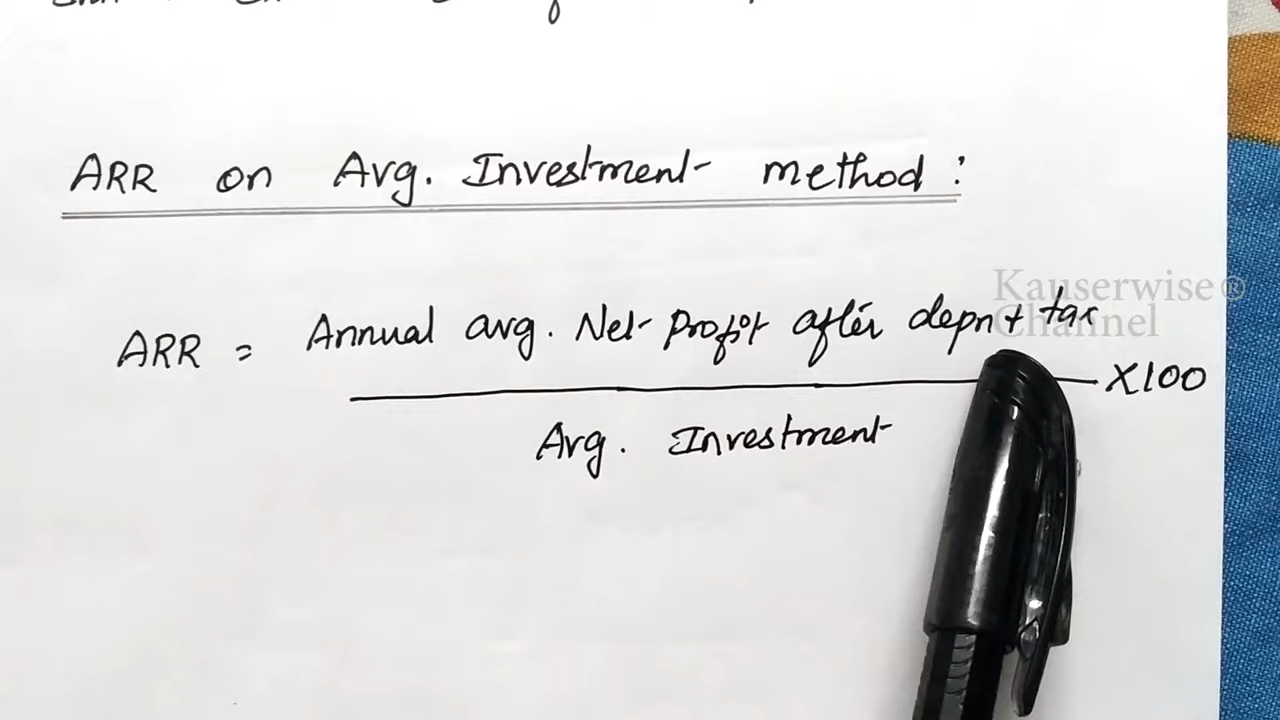 ARR on Avg. Investment method :
Kauserwise®
Channel
ARR = Annual avg. Net Profit after depn + tax
X100
Avg. Investment